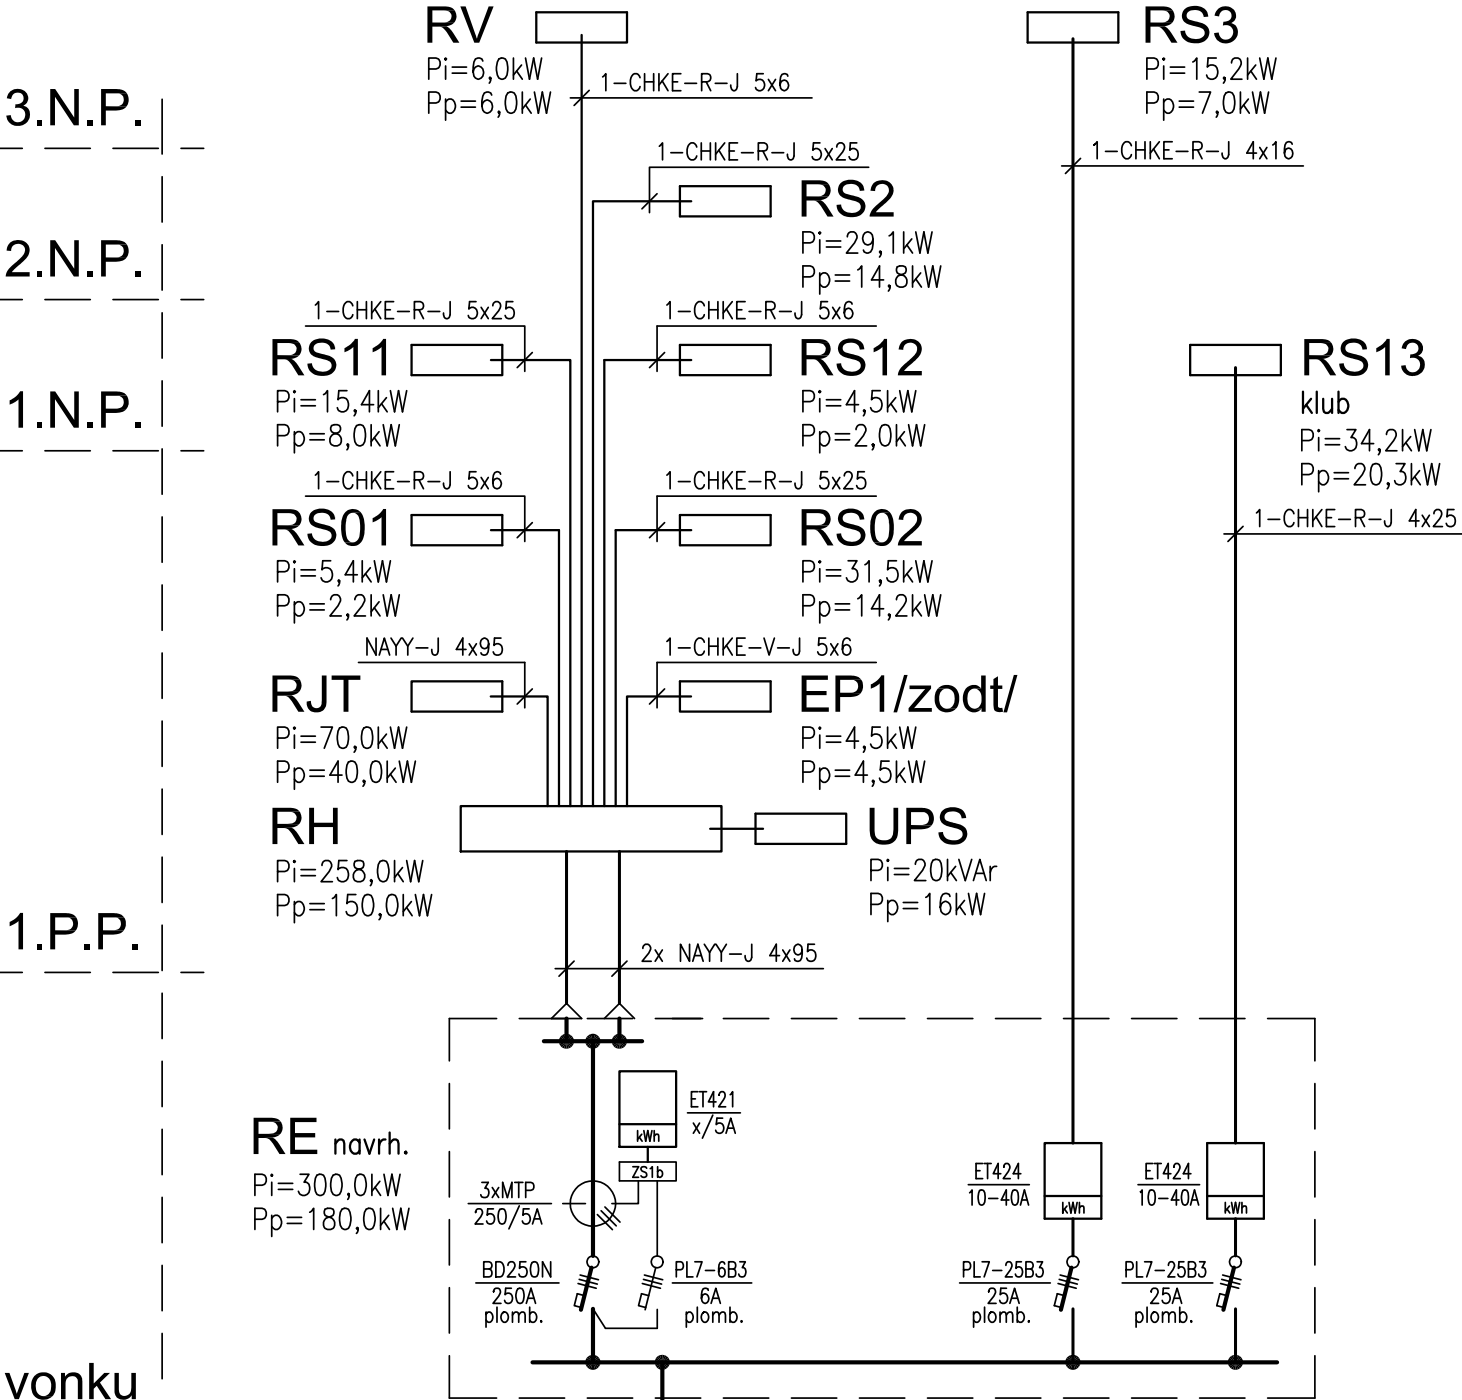 RV
Pi=6,0kW
Pp=6,0kW
1-CHKE-R-J 5x6
RS3
Pi=15,2kW
Pp=7,0kW
1-CHKE-R-J 4x16
3.N.P.
1-CHKE-R-J 5x25
RS2
Pi=29,1kW
Pp=14,8kW
2.N.P.
1-CHKE-R-J 5x25
RS11
Pi=15,4kW
Pp=8,0kW
1-CHKE-R-J 5x6
RS12
Pi=4,5kW
Pp=2,0kW
RS13
klub
Pi=34,2kW
Pp=20,3kW
1-CHKE-R-J 4x25
1.N.P.
1-CHKE-R-J 5x6
RS01
Pi=5,4kW
Pp=2,2kW
1-CHKE-R-J 5x25
RS02
Pi=31,5kW
Pp=14,2kW
NAYY-J 4x95
RJT
Pi=70,0kW
Pp=40,0kW
1-CHKE-V-J 5x6
EP1/zodt/
Pi=4,5kW
Pp=4,5kW
RH
Pi=258,0kW
Pp=150,0kW
UPS
Pi=20kVAr
Pp=16kW
1.P.P.
2x NAYY-J 4x95
RE navrh.
Pi=300,0kW
Pp=180,0kW
ET421
x/5A
kWh
ZS1b
3xMTP
250/5A
BD250N
250A
plomb.
PL7-6B3
6A
plomb.
ET424
10-40A
kWh
PL7-25B3
25A
plomb.
ET424
10-40A
kWh
PL7-25B3
25A
plomb.
vonku